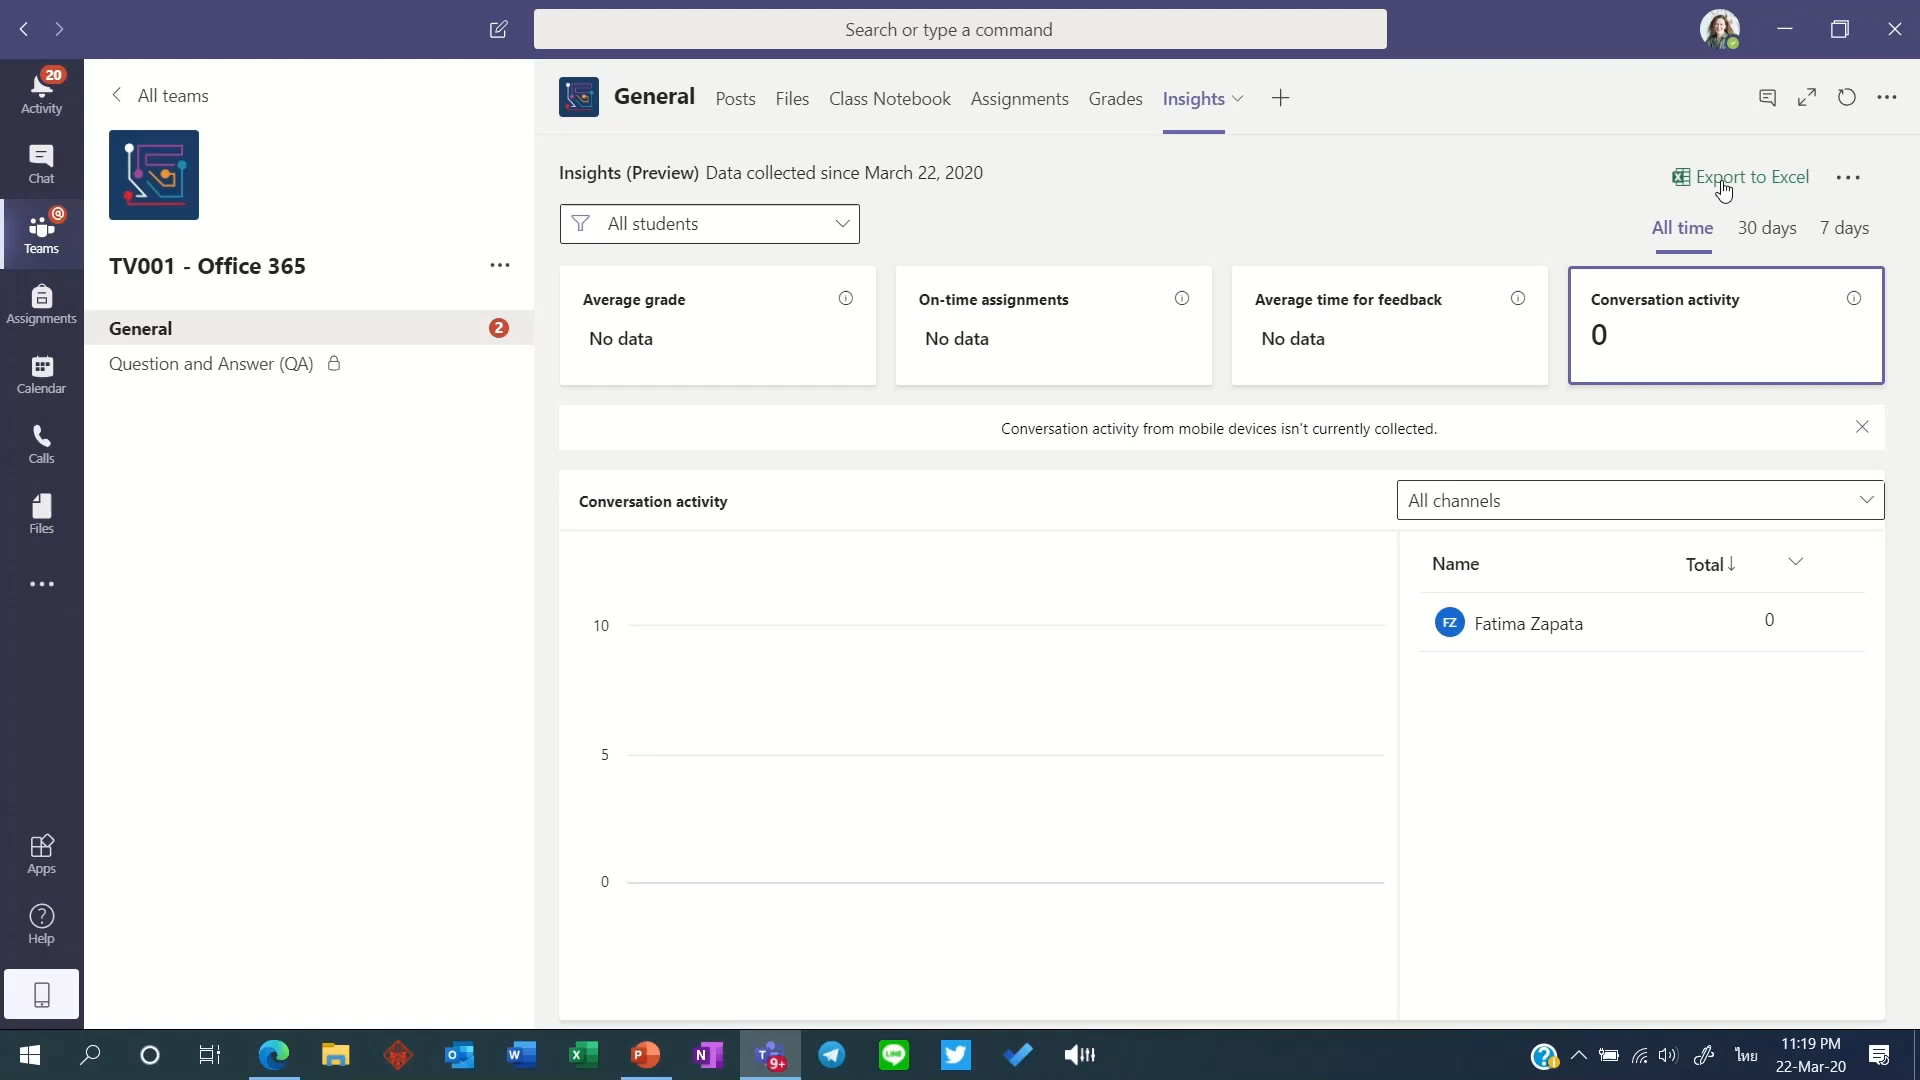 Search or type a command
20
Activity
Chat
Teams
Assignments
Calendar
Calls
Files
Apps
Help
All teams
TV001 - Office 365
General
2
Question and Answer (QA)
General
Posts
Files
Class Notebook
Assignments
Grades
Insights
Insights (Preview) Data collected since March 22, 2020
Export to Excel
All students
All time
30 days
7 days
Average grade
No data
On-time assignments
No data
Average time for feedback
No data
Conversation activity
0
Conversation activity from mobile devices isn't currently collected.
Conversation activity
All channels
10
5
0
Name
Total
FZ
Fatima Zapata
0
9+
ไทย
11:19 PM
22-Mar-20